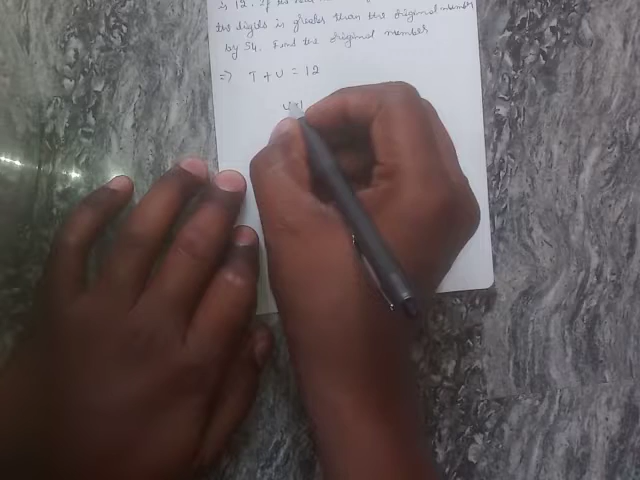 is 12. If the
the digits is greater than the original number
by 54. Find the original number
=> T + U = 12